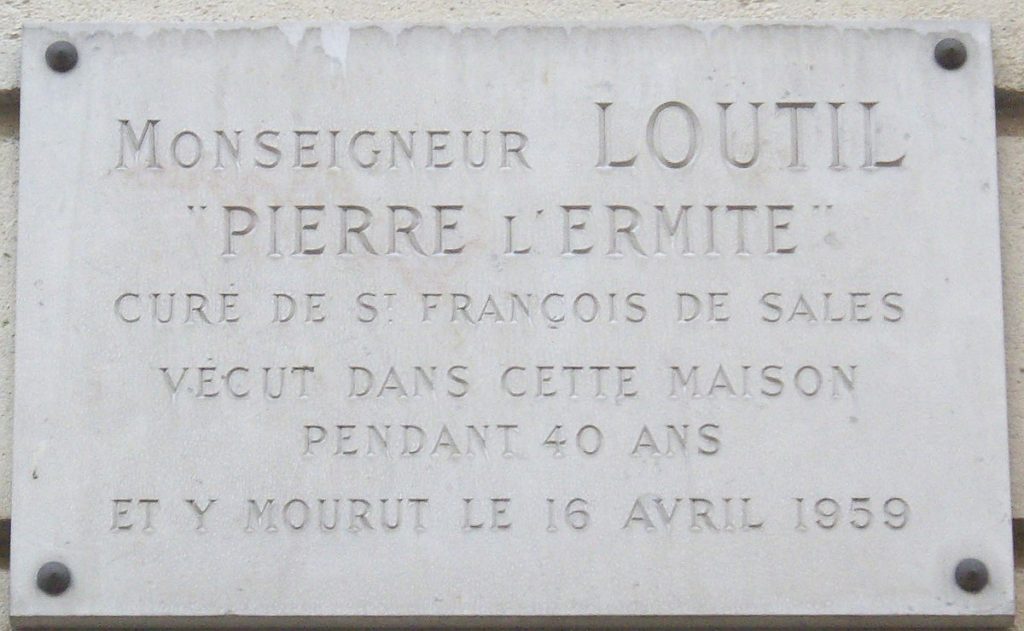 MONSEIGNEUR LOUTIL
"PIERRE L'ERMITE"
CURÉ DE ST FRANÇOIS DE SALES
VÉCUT DANS CETTE MAISON
PENDANT 40 ANS
ET Y MOURUT LE 16 AVRIL 1959